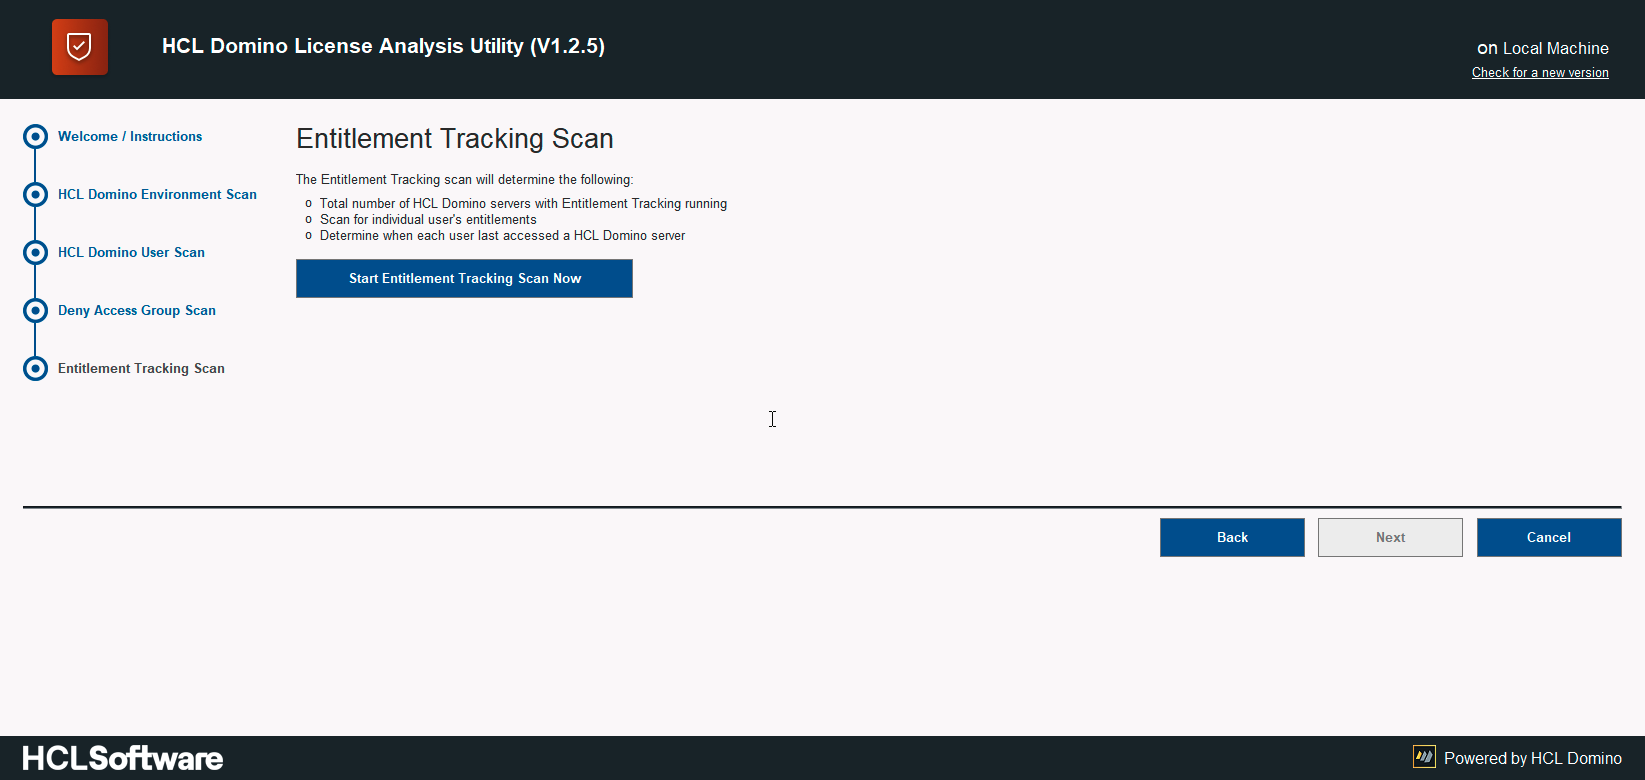 HCL Domino License Analysis Utility (V1.2.5)
on Local Machine
Check for a new version
Welcome / Instructions
HCL Domino Environment Scan
HCL Domino User Scan
Deny Access Group Scan
Entitlement Tracking Scan
Entitlement Tracking Scan
The Entitlement Tracking scan will determine the following:
o Total number of HCL Domino servers with Entitlement Tracking running
o Scan for individual user's entitlements
o Determine when each user last accessed a HCL Domino server
Start Entitlement Tracking Scan Now
Back
Next
Cancel
HCLSoftware
Powered by HCL Domino